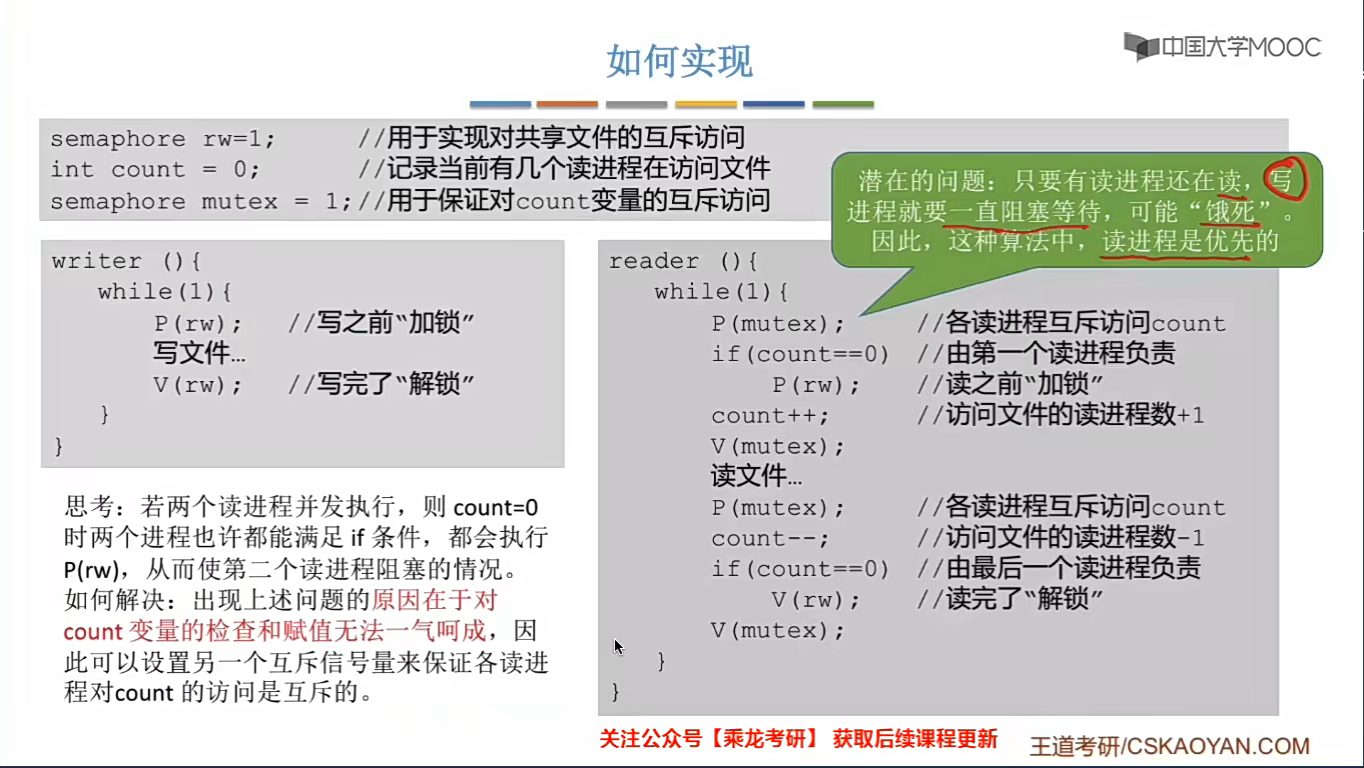 如何实现
中国大学MOOC
semaphore rw=1; //用于实现对共享文件的互斥访问
int count = 0; //记录当前有几个读进程在访问文件
semaphore mutex = 1; //用于保证对count变量的互斥访问
潜在的问题：只要有读进程还在读，写
进程就要一直阻塞等待，可能“饿死”。
因此，这种算法中，读进程是优先的
writer (){
while(1){
P(rw); //写之前“加锁”
写文件…
V(rw); //写完了“解锁”
}
}
思考：若两个读进程并发执行，则 count=0
时两个进程也许都能满足 if 条件，都会执行
P(rw)，从而使第二个读进程阻塞的情况。
如何解决：出现上述问题的原因在于对
count 变量的检查和赋值无法一气呵成，因
此可以设置另一个互斥信号量来保证各读进
程对count 的访问是互斥的。
reader (){
while(1){
P(mutex); //各读进程互斥访问count
if(count==0) //由第一个读进程负责
P(rw); //读之前“加锁”
count++; //访问文件的读进程数+1
V(mutex);
读文件…
P(mutex); //各读进程互斥访问count
count--; //访问文件的读进程数-1
if(count==0) //由最后一个读进程负责
V(rw); //读完了“解锁”
V(mutex);
}
}
关注公众号【乘龙考研】 获取后续课程更新
王道考研/CSKAOYAN.COM